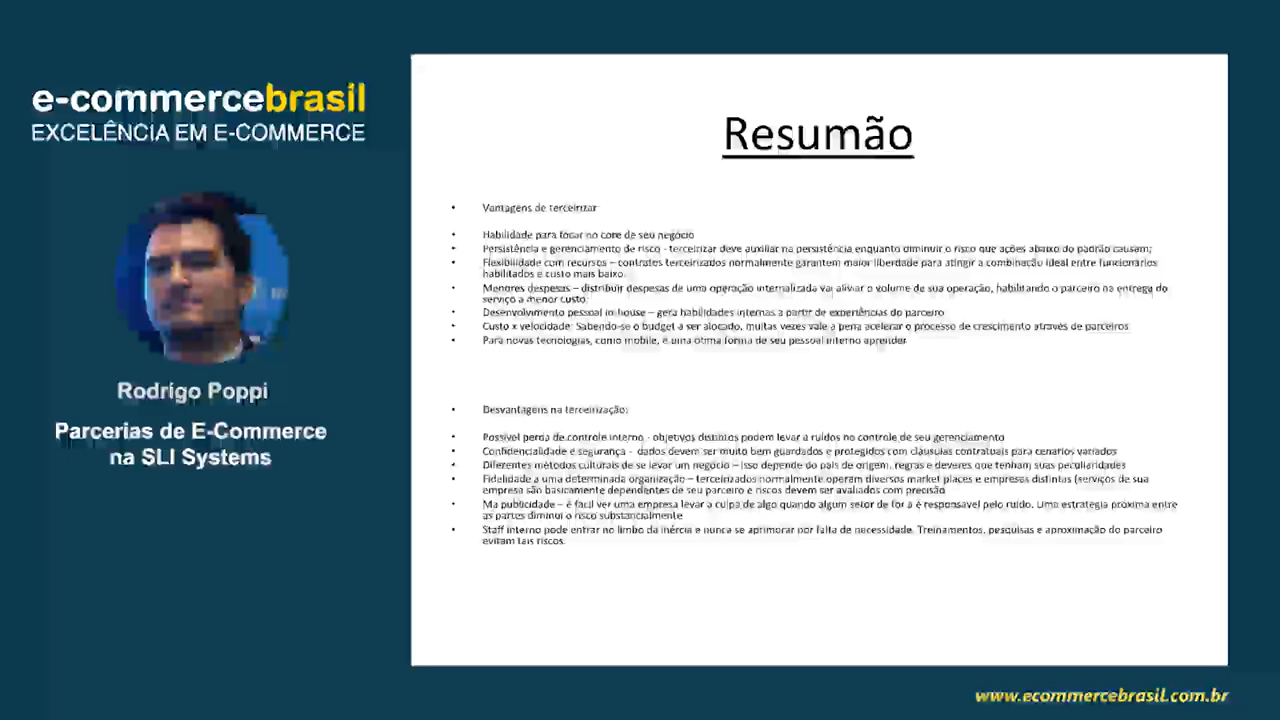 e-commercebrasil
EXCELÊNCIA EM E-COMMERCE
Rodrigo Poppi
Parcerias de E-Commerce
na SLI Systems
Resumão
• Vantagens de terceirizar
• Habilidade para focar no core de seu negócio
• Persistência e gerenciamento de risco - terceirizar deve auxiliar na persistência enquanto diminuir o risco que ações abaixo do padrão causam;
• Flexibilidade com recursos – contratos terceirizados normalmente garantem maior liberdade para atingir a combinação ideal entre funcionários
habilitados e custo mais baixo.
• Menores despesas – distribuir despesas de uma operação internalizada vai aliviar o volume de sua operação, habilitando o parceiro na entrega do
serviço a menor custo.
• Desenvolvimento pessoal in-house – gera habilidades internas a partir de experiências do parceiro
• Custo x velocidade: Sabendo-se o budget a ser alocado, muitas vezes vale a pena acelerar o processo de crescimento através de parceiros
• Para novas tecnologias, como mobile, é uma ótima forma de seu pessoal interno aprender
• Desvantagens na terceirização:
• Possível perda de controle interno - objetivos distintos podem levar a ruídos no controle de seu gerenciamento
• Confidencialidade e segurança - dados devem ser muito bem guardados e protegidos com cláusulas contratuais para cenários variados
• Diferentes métodos culturais de se levar um negócio – isso depende do país de origem, regras e deveres que tenham suas peculiaridades
• Fidelidade a uma determinada organização – terceirizados normalmente operam diversos market places e empresas distintas (serviços de sua
empresa são basicamente dependentes de seu parceiro e riscos devem ser avaliados com precisão
• Má publicidade – é fácil ver uma empresa levar a culpa de algo quando algum setor de fora é responsável pelo ruído. Uma estratégia próxima entre
as partes diminui o risco substancialmente
• Staff interno pode entrar no limbo da inércia e nunca se aprimorar por falta de necessidade. Treinamentos, pesquisas e aproximação do parceiro
evitam tais riscos.
www.ecommercebrasil.com.br